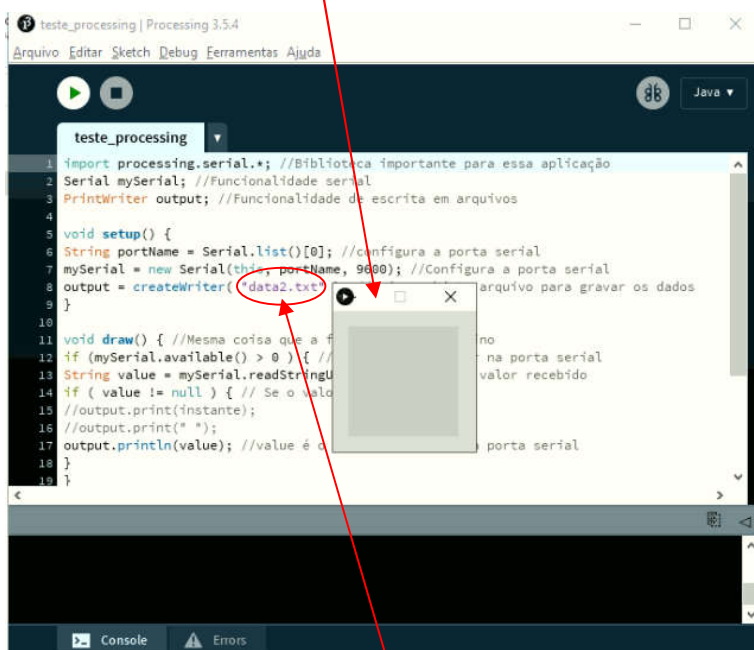 teste_processing | Processing 3.5.4
Arquivo Editar Sketch Debug Ferramentas Ajuda
Java ▼
teste_processing ▼
1 import processing.serial.*; //Biblioteca importante para essa aplicação
2 Serial mySerial; //Funcionalidade serial
3 PrintWriter output; //Funcionalidade de escrita em arquivos
4
5 void setup() {
6 String portName = Serial.list()[0]; //configura a porta serial
7 mySerial = new Serial(this, portName, 9600); //Configura a porta serial
8 output = createWriter( "data2.txt" arquivo para gravar os dados
9 }
10
11 void draw() { //Mesma coisa que a f no
12 if (mySerial.available() > 0 ) { // r na porta serial
13 String value = mySerial.readStringU valor recebido
14 if ( value != null ) { // Se o valo
15 //output.print(instante);
16 //output.print(" ");
17 output.println(value); //value é o porta serial
18 }
19 }
Console Errors